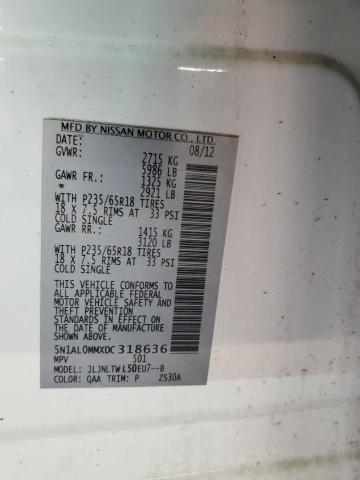 MFD BY NISSAN MOTOR CO., LTD.
DATE: 08/12
GVWR: 2715 KG
5986 LB
GAWR FR.: 1325 KG
2921 LB
WITH P235/65R18 TIRES
18 X 7.5 RIMS AT 33 PSI
COLD SINGLE
GAWR RR.: 1415 KG
3120 LB
WITH P235/65R18 TIRES
18 X 7.5 RIMS AT 33 PSI
COLD SINGLE
THIS VEHICLE CONFORMS TO
ALL APPLICABLE FEDERAL
MOTOR VEHICLE SAFETY AND
THEFT PREVENTION
STANDARDS IN EFFECT ON
THE DATE OF MANUFACTURE
SHOWN ABOVE.
5N1AL0MMXDC318636
MPV 501
MODEL: JLJNLTWL50EU7--B
COLOR: QAA TRIM: P ZS30A